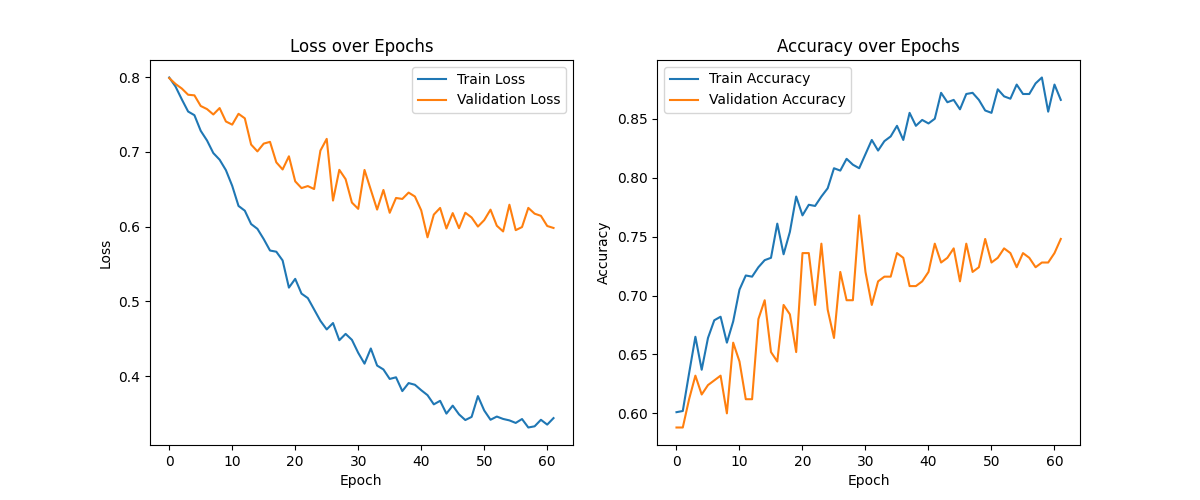 Loss over Epochs
Train Loss
Validation Loss
0.8
0.7
0.6
0.5
0.4
Loss
0 10 20 30 40 50 60
Epoch
Accuracy over Epochs
Train Accuracy
Validation Accuracy
0.85
0.80
0.75
0.70
0.65
0.60
Accuracy
0 10 20 30 40 50 60
Epoch